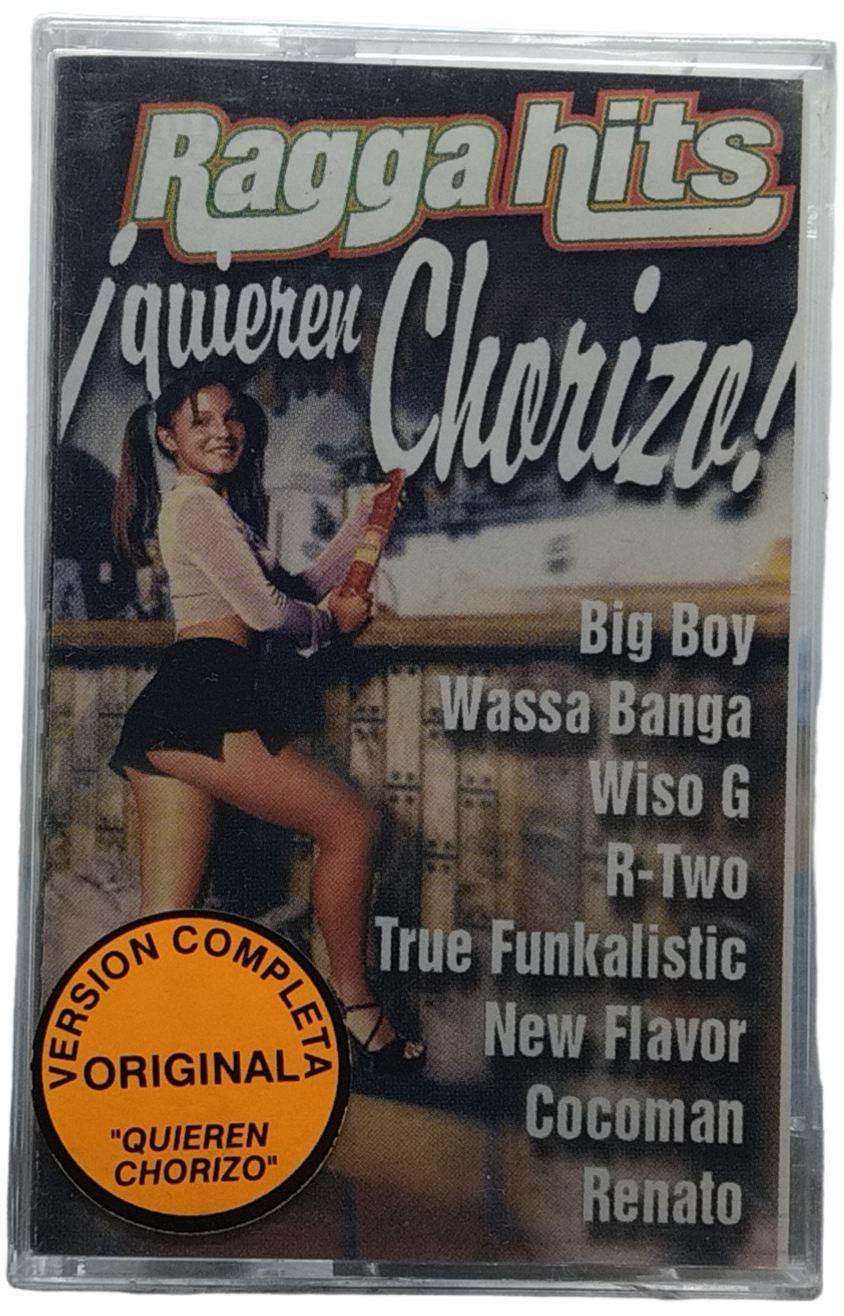 Ragga hits
¡quieren Chorizo!
Big Boy
Wassa Banga
Wiso G
R-Two
True Funkalistic
New Flavor
Cocoman
Renato
VERSION COMPLETA
ORIGINAL
"QUIEREN
CHORIZO"